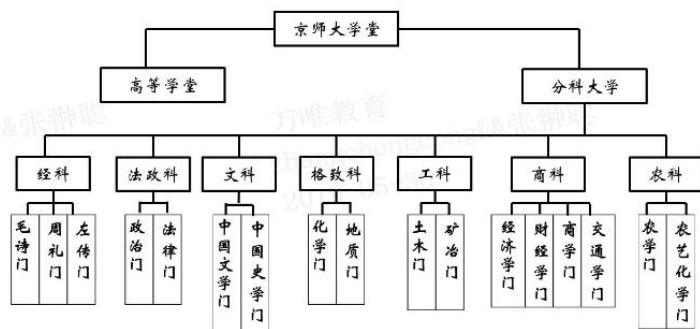 京师大学堂
高等学堂
分科大学
&张翀聪
万唯教育
经科
法政科
文科
格致科
工科
商科
农科
毛诗门
周礼门
左传门
政治门
法律门
中国文学门
中国史学门
化学门
地质门
土木门
矿冶门
经济学门
财经学门
商学门
交通学门
农学门
农艺化学门